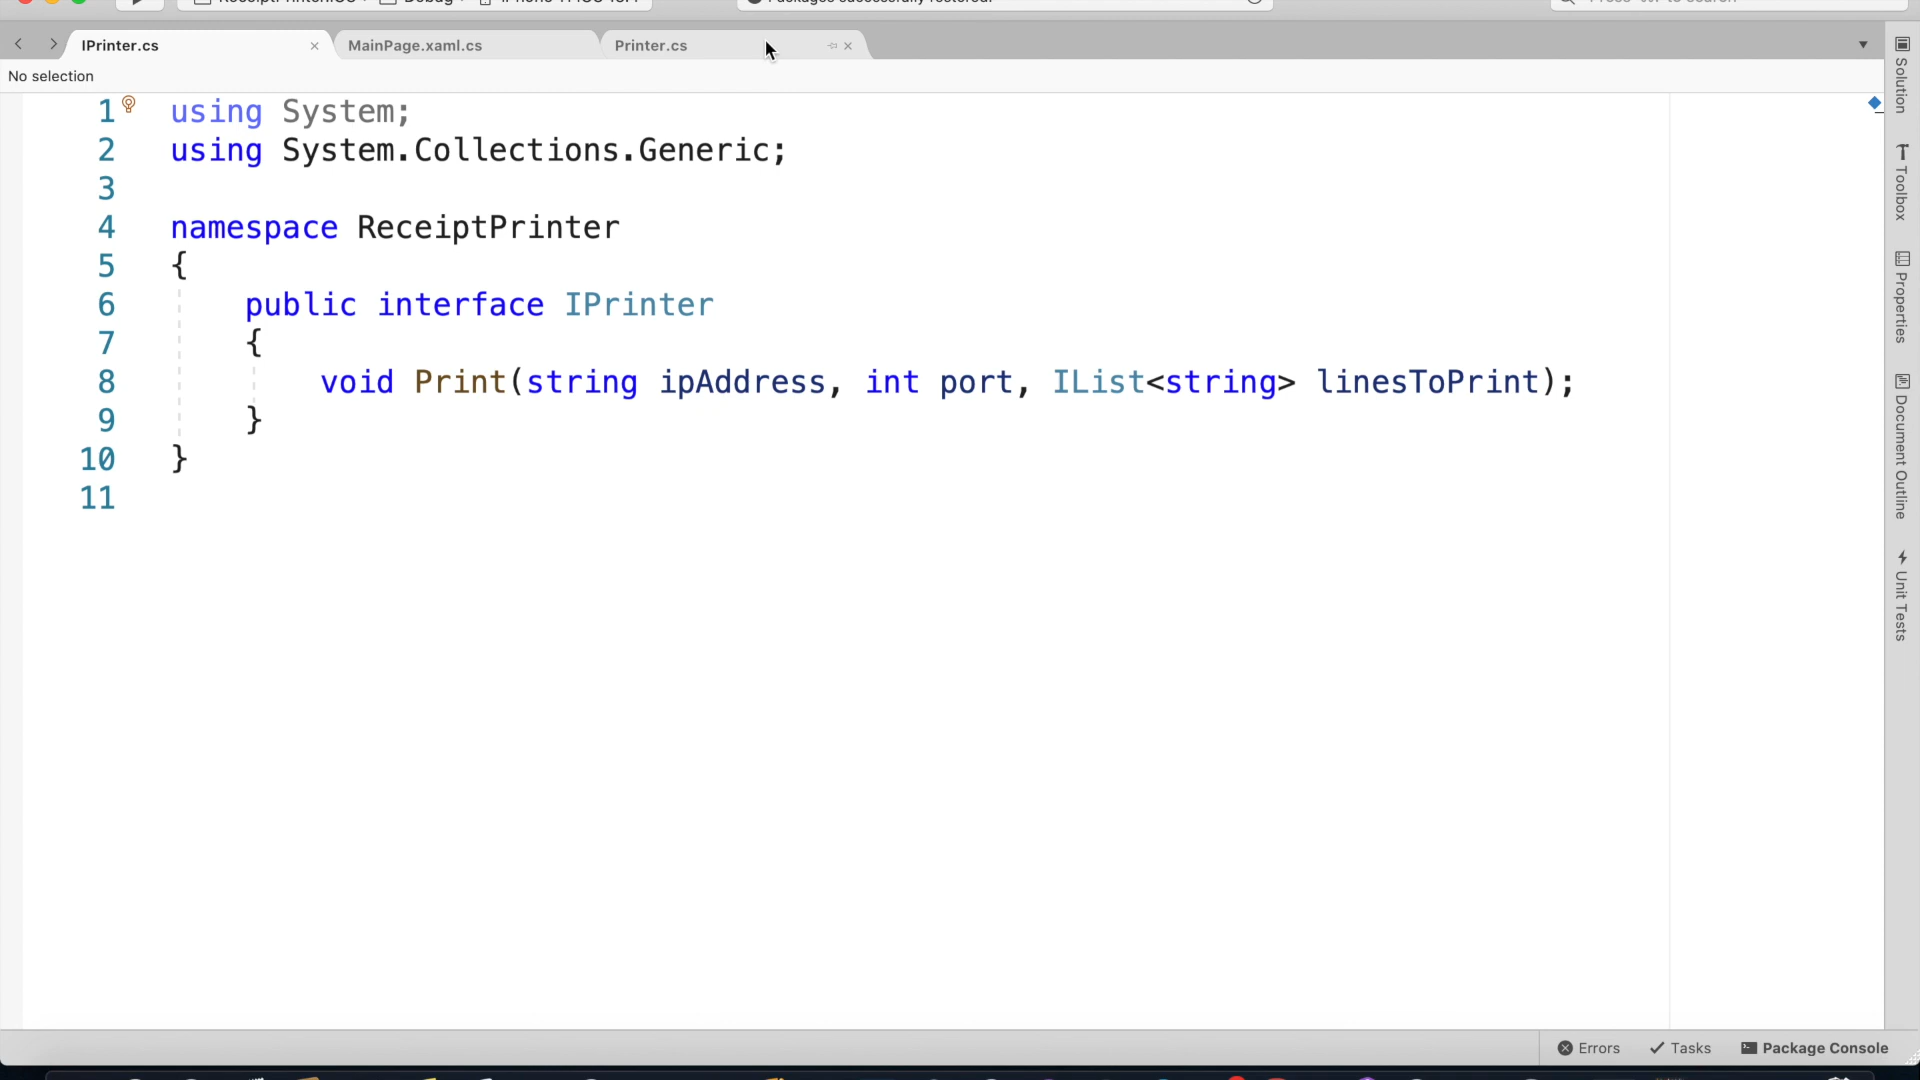 IPrinter.cs
MainPage.xaml.cs
Printer.cs
No selection
1 using System;
2 using System.Collections.Generic;
3
4 namespace ReceiptPrinter
5 {
6 public interface IPrinter
7 {
8 void Print(string ipAddress, int port, IList<string> linesToPrint);
9 }
10 }
11
Solution
Toolbox
Properties
Document Outline
Unit Tests
Errors
Tasks
Package Console